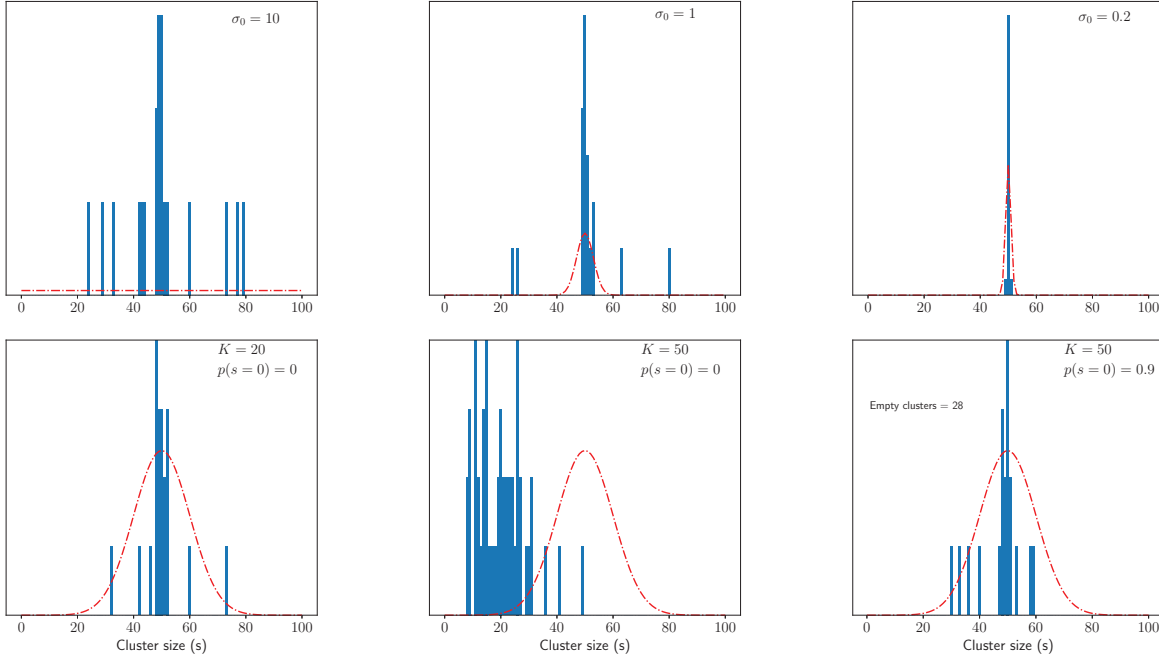 σ₀ = 10
σ₀ = 1
σ₀ = 0.2
0 20 40 60 80 100
0 20 40 60 80 100
0 20 40 60 80 100
K = 20
p(s = 0) = 0
K = 50
p(s = 0) = 0
K = 50
p(s = 0) = 0.9
Empty clusters = 28
0 20 40 60 80 100
0 20 40 60 80 100
0 20 40 60 80 100
Cluster size (s)
Cluster size (s)
Cluster size (s)